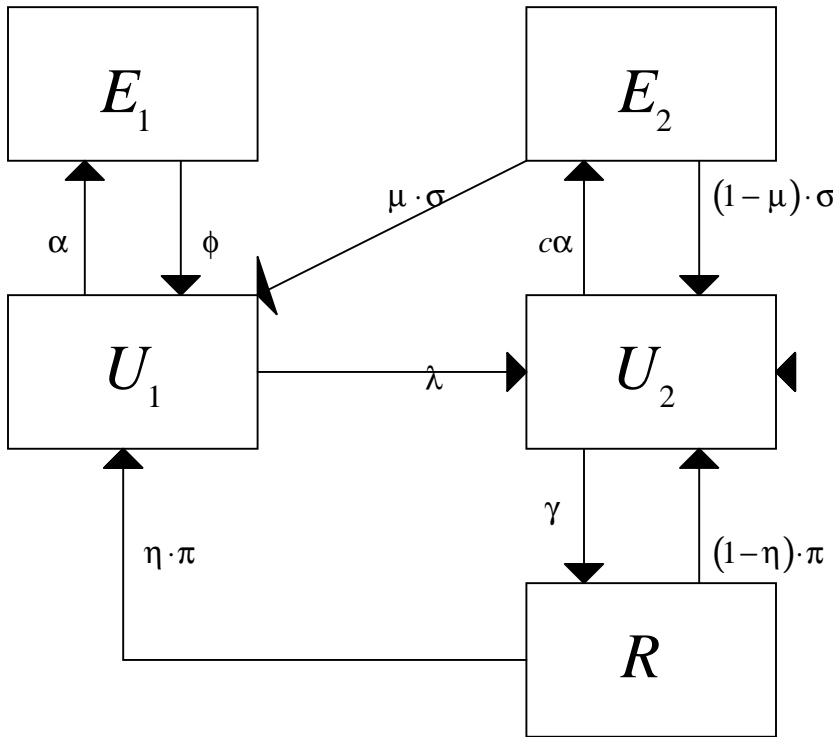 E₁ E₂
μ·σ (1−μ)·σ
α φ cα
U₁ λ U₂
γ
η·π (1−η)·π
R